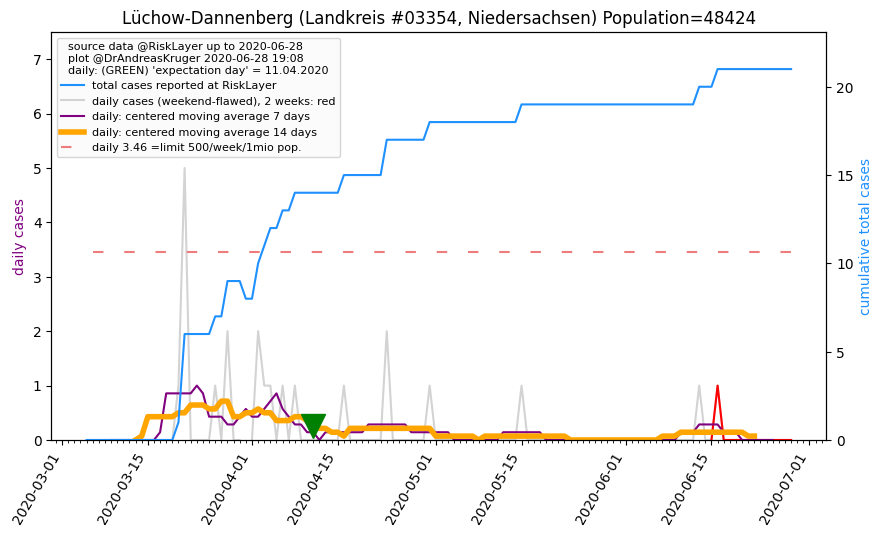 Lüchow-Dannenberg (Landkreis #03354, Niedersachsen) Population=48424
source data @RiskLayer up to 2020-06-28
plot @DrAndreasKruger 2020-06-28 19:08
daily: (GREEN) 'expectation day' = 11.04.2020
total cases reported at RiskLayer
daily cases (weekend-flawed), 2 weeks: red
daily: centered moving average 7 days
daily: centered moving average 14 days
daily 3.46 =limit 500/week/1mio pop.
daily cases
7
6
5
4
3
2
1
0
cumulative total cases
20
15
10
5
0
2020-03-01
2020-03-15
2020-04-01
2020-04-15
2020-05-01
2020-05-15
2020-06-01
2020-06-15
2020-07-01